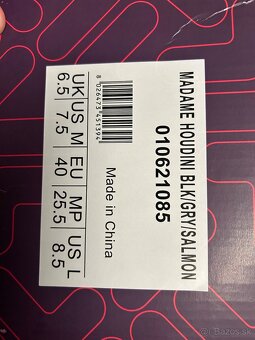 MADAME HOUDIN BLK/GRY/SALMON
010621085
Made in China
UK US M EU MP US L
6.5 7.5 40 25.5 8.5